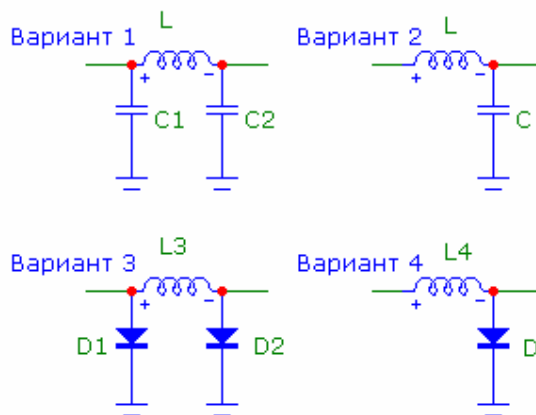 Вариант 1
L
+ -
C1
C2
Вариант 2
L
+ -
C
Вариант 3
L3
+ -
D1
D2
Вариант 4
L4
+ -
D